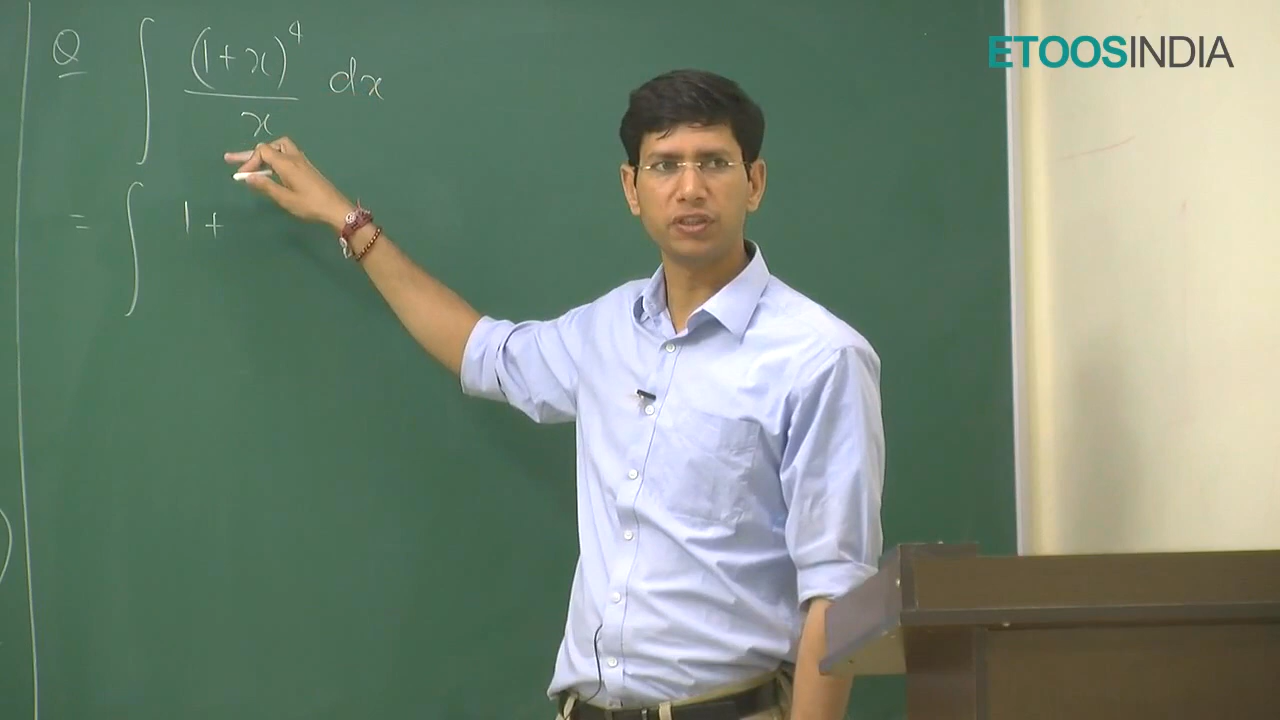 ETOOSINDIA
Q ∫ (1+x)^4 / x dx
= ∫ 1 +